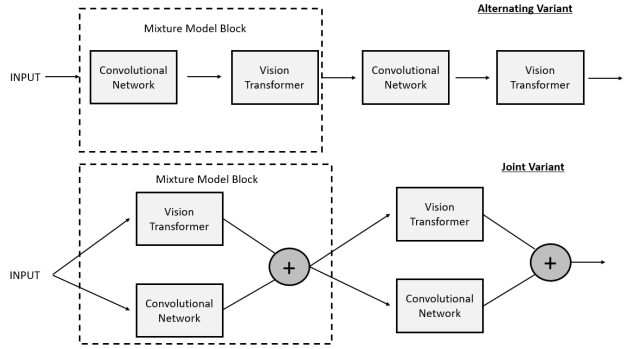 Alternating Variant
Mixture Model Block
INPUT
Convolutional
Network
Vision
Transformer
Convolutional
Network
Vision
Transformer
Joint Variant
Mixture Model Block
Vision
Transformer
+
Vision
Transformer
+
INPUT
Convolutional
Network
Convolutional
Network